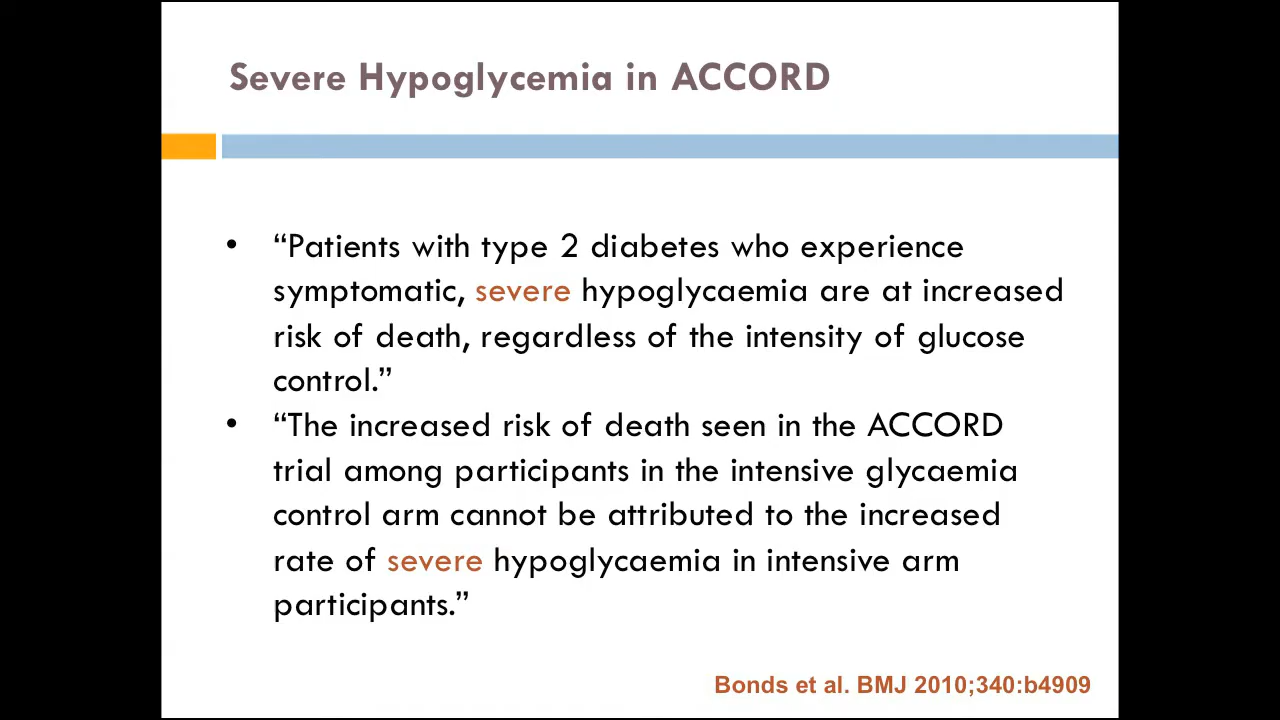 Severe Hypoglycemia in ACCORD
• “Patients with type 2 diabetes who experience
symptomatic, severe hypoglycaemia are at increased
risk of death, regardless of the intensity of glucose
control.”
• “The increased risk of death seen in the ACCORD
trial among participants in the intensive glycaemia
control arm cannot be attributed to the increased
rate of severe hypoglycaemia in intensive arm
participants.”
Bonds et al. BMJ 2010;340:b4909